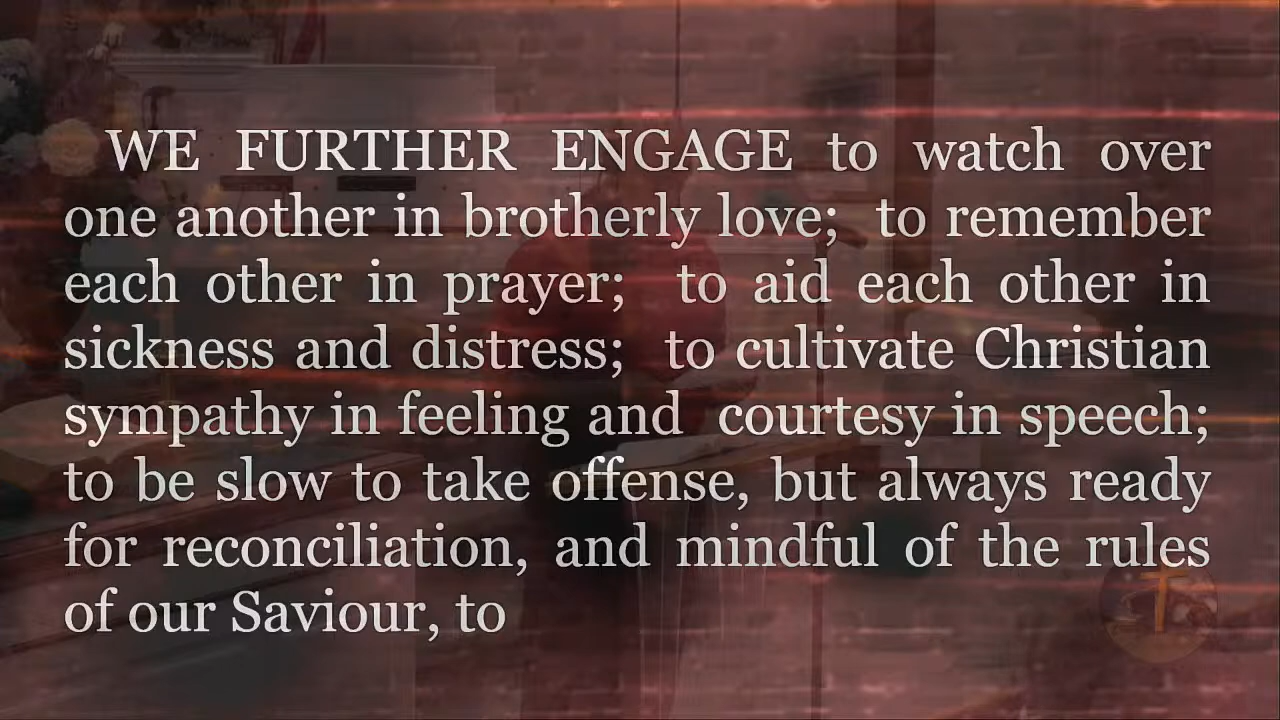 WE FURTHER ENGAGE to watch over
one another in brotherly love; to remember
each other in prayer; to aid each other in
sickness and distress; to cultivate Christian
sympathy in feeling and courtesy in speech;
to be slow to take offense, but always ready
for reconciliation, and mindful of the rules
of our Saviour, to